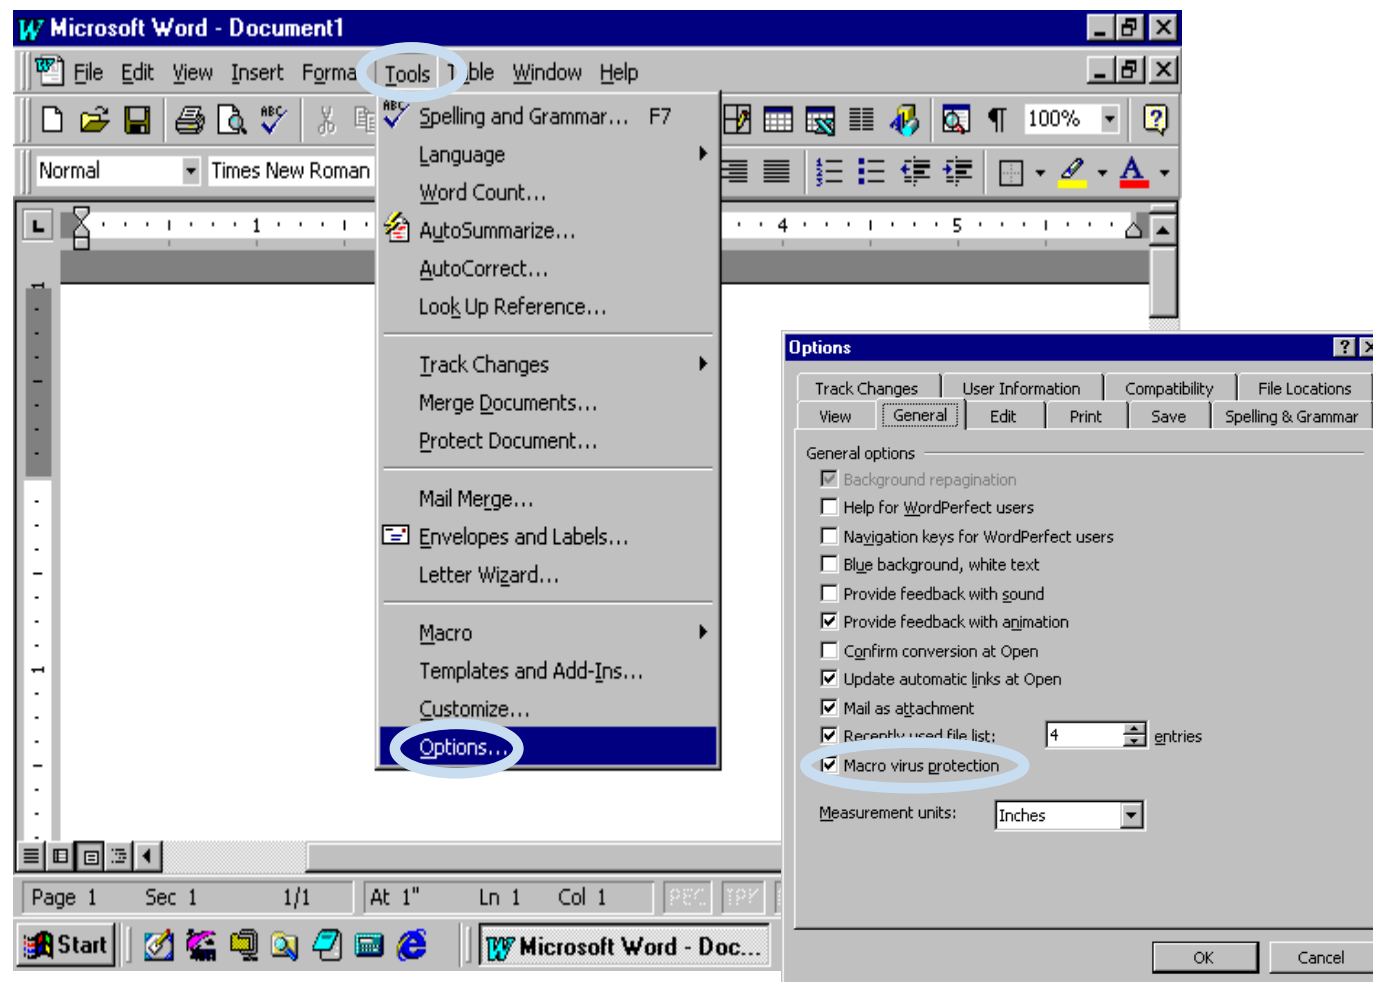 Microsoft Word - Document1
File Edit View Insert Forma Tools ble Window Help
100%
Normal Times New Roman
1 4 5
Spelling and Grammar... F7
Language
Word Count...
AutoSummarize...
AutoCorrect...
Look Up Reference...
Track Changes
Merge Documents...
Protect Document...
Mail Merge...
Envelopes and Labels...
Letter Wizard...
Macro
Templates and Add-Ins...
Customize...
Options...
Page 1 Sec 1 1/1 At 1" Ln 1 Col 1
Start Microsoft Word - Doc...
Options
Track Changes User Information Compatibility File Locations
View General Edit Print Save Spelling & Grammar
General options
Background repagination
Help for WordPerfect users
Navigation keys for WordPerfect users
Blue background, white text
Provide feedback with sound
Provide feedback with animation
Confirm conversion at Open
Update automatic links at Open
Mail as attachment
Recently used file list: 4 entries
Macro virus protection
Measurement units: Inches
OK Cancel